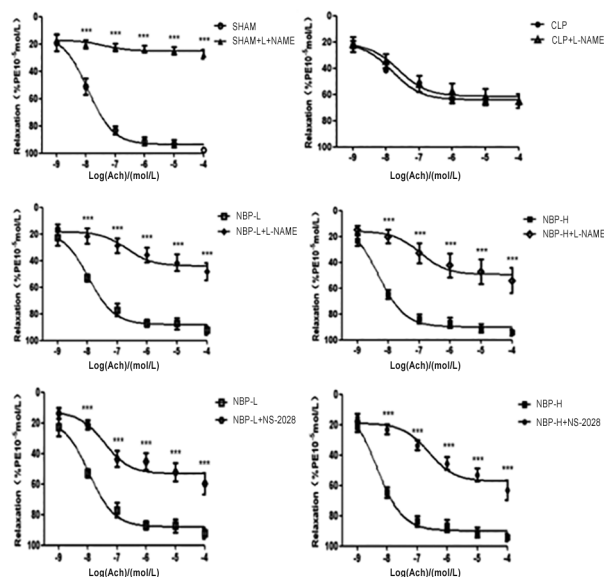 SHAM
SHAM+L+NAME
Relaxation (%PE10⁻⁵mol/L)
0
20
40
60
80
100
*** *** *** *** ***
-9 -8 -7 -6 -5 -4
Log(Ach)/(mol/L)
CLP
CLP+L-NAME
Relaxation (%PE10⁻⁵mol/L)
0
20
40
60
80
100
-9 -8 -7 -6 -5 -4
Log(Ach)/(mol/L)
NBP-L
NBP-L+L-NAME
Relaxation (%PE10⁻⁵mol/L)
0
20
40
60
80
100
*** *** *** *** ***
-9 -8 -7 -6 -5 -4
Log(Ach)/(mol/L)
NBP-H
NBP-H+L-NAME
Relaxation (%PE10⁻⁵mol/L)
0
20
40
60
80
100
*** *** *** *** ***
-9 -8 -7 -6 -5 -4
Log(Ach)/(mol/L)
NBP-L
NBP-L+NS-2028
Relaxation (%PE10⁻⁵mol/L)
0
20
40
60
80
100
*** *** *** *** ***
-9 -8 -7 -6 -5 -4
Log(Ach)/(mol/L)
NBP-H
NBP-H+NS-2028
Relaxation (%PE10⁻⁵mol/L)
0
20
40
60
80
100
*** *** *** *** ***
-9 -8 -7 -6 -5 -4
Log(Ach)/(mol/L)